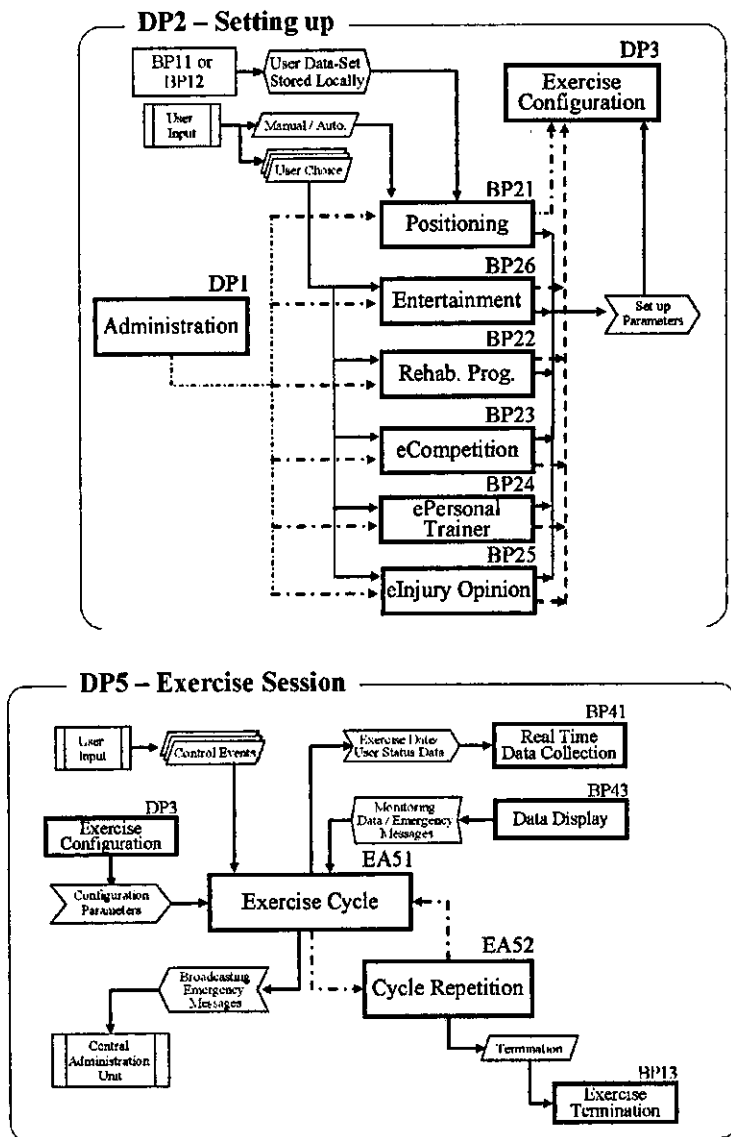 DP2 – Setting up
BP11 or
BP12
User Data-Set
Stored Locally
DP3
Exercise
Configuration
User
Input
Manual / Auto.
User Choice
BP21
Positioning
BP26
Entertainment
DP1
Administration
Set up
Parameters
BP22
Rehab. Prog.
BP23
eCompetition
BP24
ePersonal
Trainer
BP25
eInjury Opinion
DP5 – Exercise Session
User
Input
Control Events
Exercise Data/
User Status Data
BP41
Real Time
Data Collection
DP3
Exercise
Configuration
Monitoring
Data / Emergency
Messages
BP43
Data Display
EA51
Exercise Cycle
Configuration
Parameters
EA52
Cycle Repetition
Broadcasting
Emergency
Messages
Central
Administration
Unit
Termination
BP13
Exercise
Termination